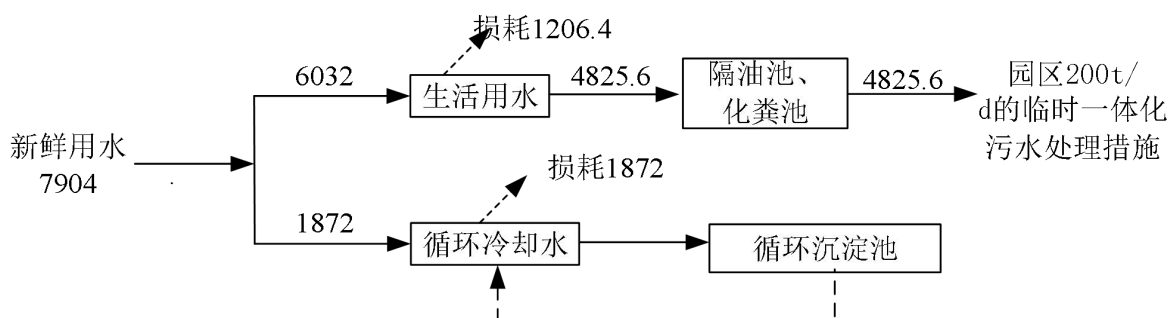 损耗1206.4
6032
生活用水
4825.6
隔油池、
化粪池
4825.6
园区200t/
d的临时一体化
污水处理措施
新鲜用水
7904
损耗1872
1872
循环冷却水
循环沉淀池